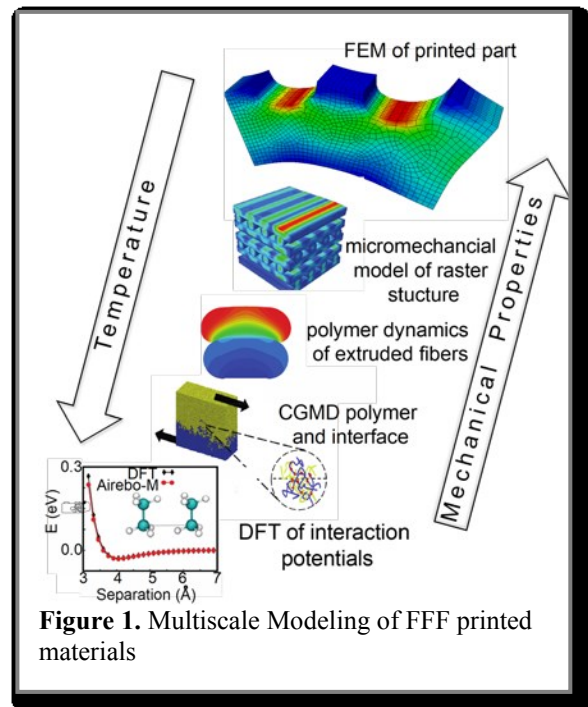 FEM of printed part
Temperature
micromechancial
model of raster
stucture
Mechanical Properties
polymer dynamics
of extruded fibers
CGMD polymer
and interface
DFT of interaction
potentials
0.3
0.0
E (eV)
DFT
Airebo-M
3 4 5 6 7
Separation (Å)
Figure 1. Multiscale Modeling of FFF printed
materials